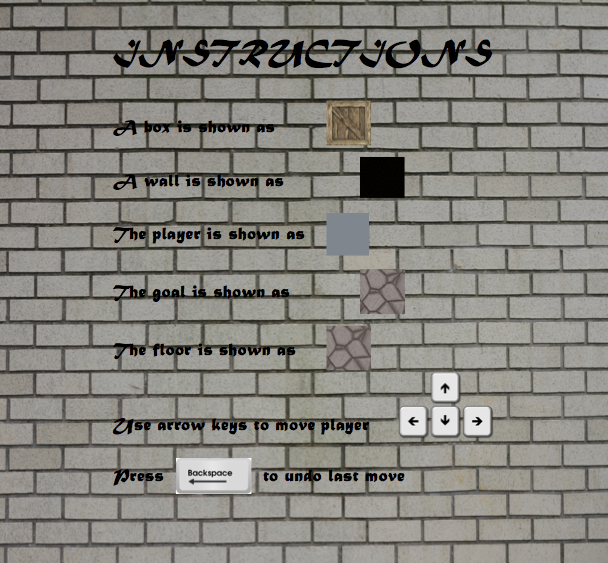 INSTRUCTIONS
A box is shown as
A wall is shown as
The player is shown as
The goal is shown as
The floor is shown as
Use arrow keys to move player
Press Backspace to undo last move